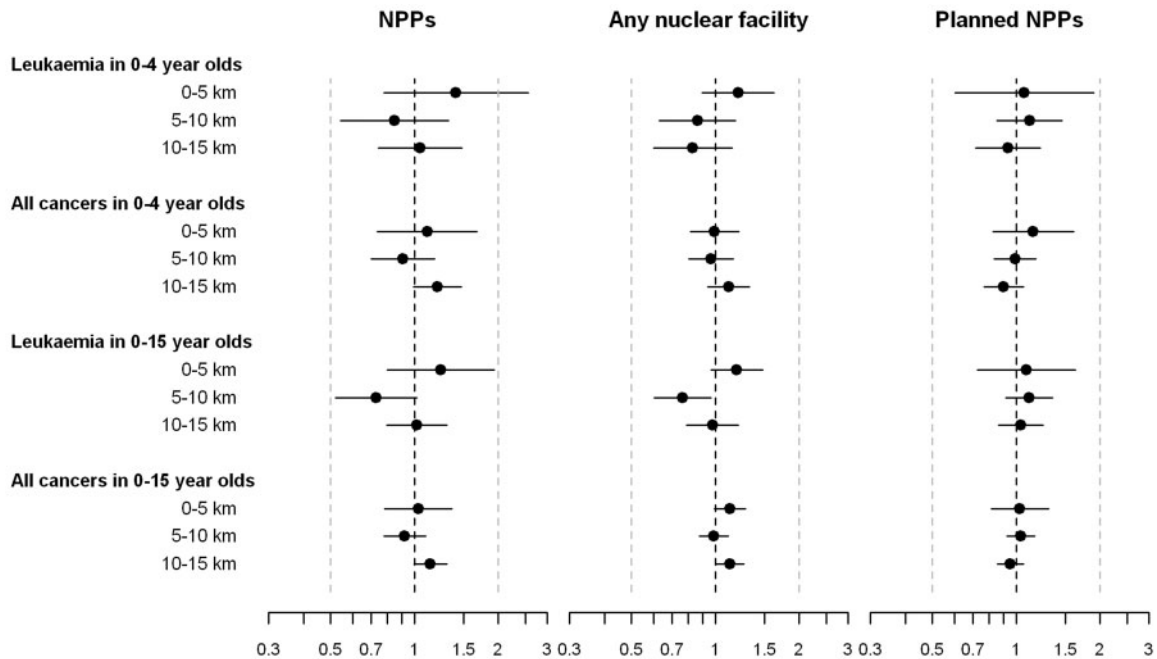 NPPs Any nuclear facility Planned NPPs
Leukaemia in 0-4 year olds
0-5 km
5-10 km
10-15 km
All cancers in 0-4 year olds
0-5 km
5-10 km
10-15 km
Leukaemia in 0-15 year olds
0-5 km
5-10 km
10-15 km
All cancers in 0-15 year olds
0-5 km
5-10 km
10-15 km
0.3 0.5 0.7 1 1.5 2 3 0.3 0.5 0.7 1 1.5 2 3 0.3 0.5 0.7 1 1.5 2 3